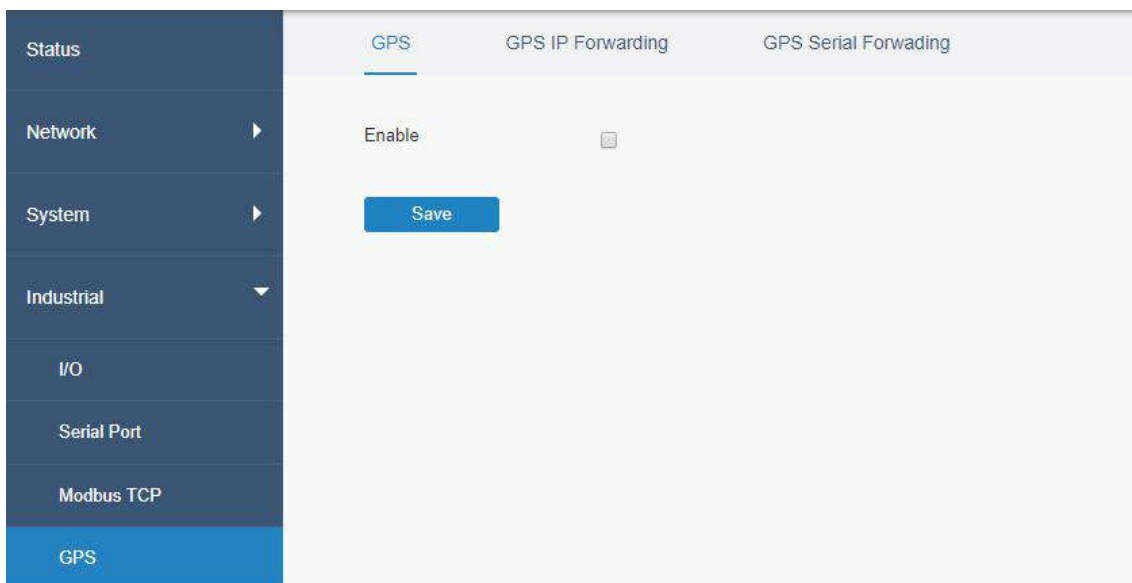 Status
Network
System
Industrial
I/O
Serial Port
Modbus TCP
GPS
GPS GPS IP Forwarding GPS Serial Forwading
Enable
Save